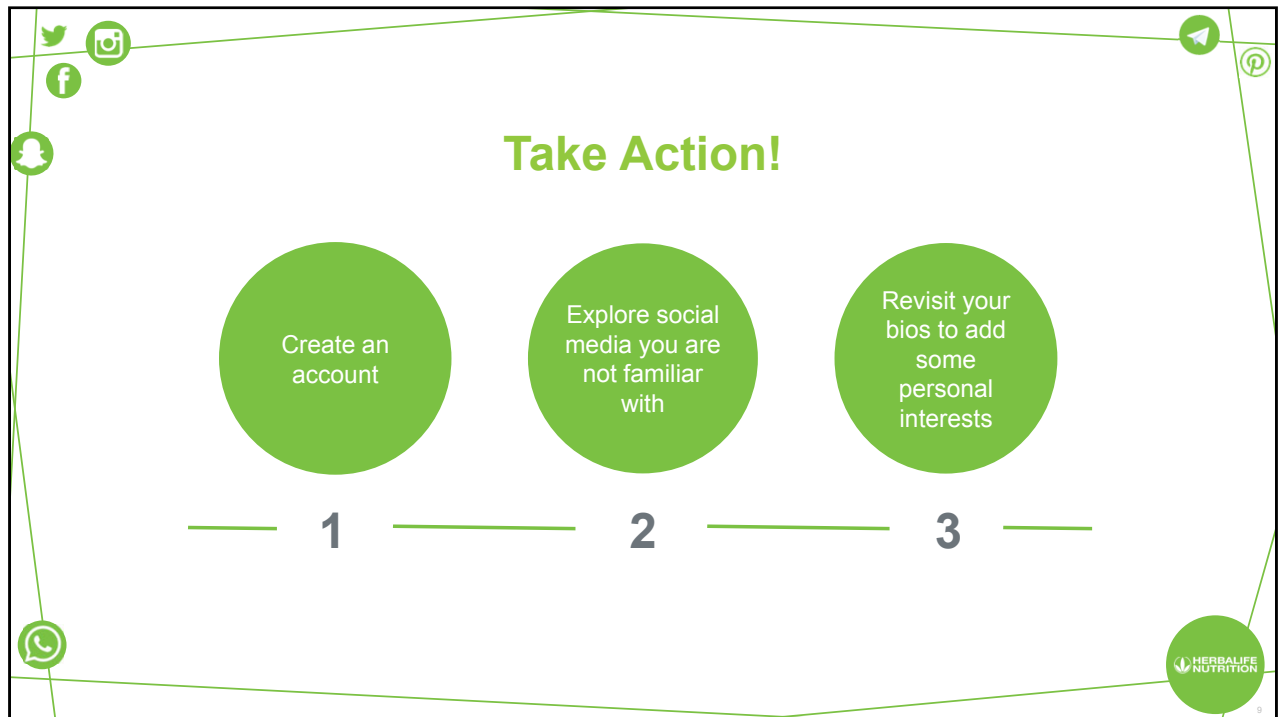 Take Action!
Create an
account
Explore social
media you are
not familiar
with
Revisit your
bios to add
some
personal
interests
1
2
3
HERBALIFE
NUTRITION
9